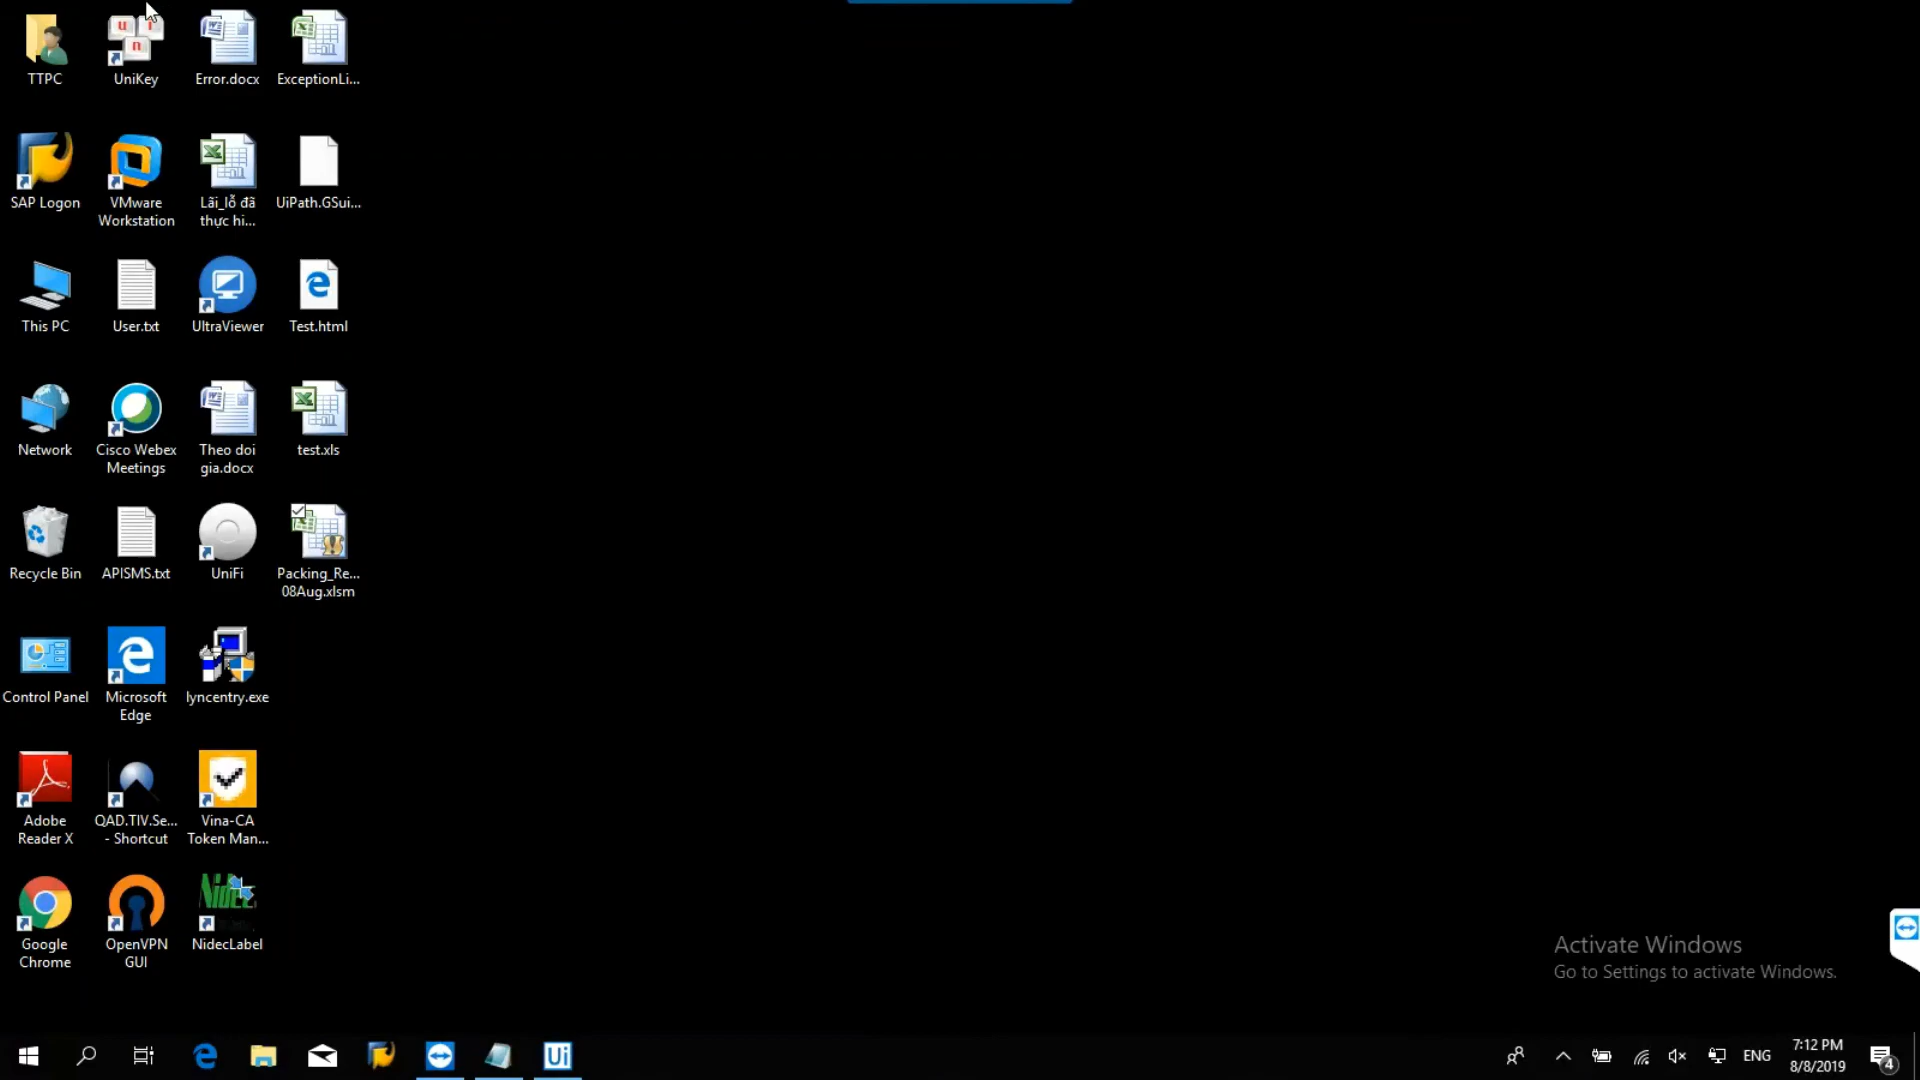 TTPC
UniKey
Error.docx
ExceptionLi...
SAP Logon
VMware
Workstation
Lãi_lỗ đã
thực hi...
UiPath.GSui...
This PC
User.txt
UltraViewer
Test.html
Network
Cisco Webex
Meetings
Theo doi
gia.docx
test.xls
Recycle Bin
APISMS.txt
UniFi
Packing_Re...
08Aug.xlsm
Control Panel
Microsoft
Edge
lyncentry.exe
Adobe
Reader X
QAD.TIV.Se...
- Shortcut
Vina-CA
Token Man...
Google
Chrome
OpenVPN
GUI
Nidec
NidecLabel
Activate Windows
Go to Settings to activate Windows.
Ui
ENG
7:12 PM
8/8/2019
4